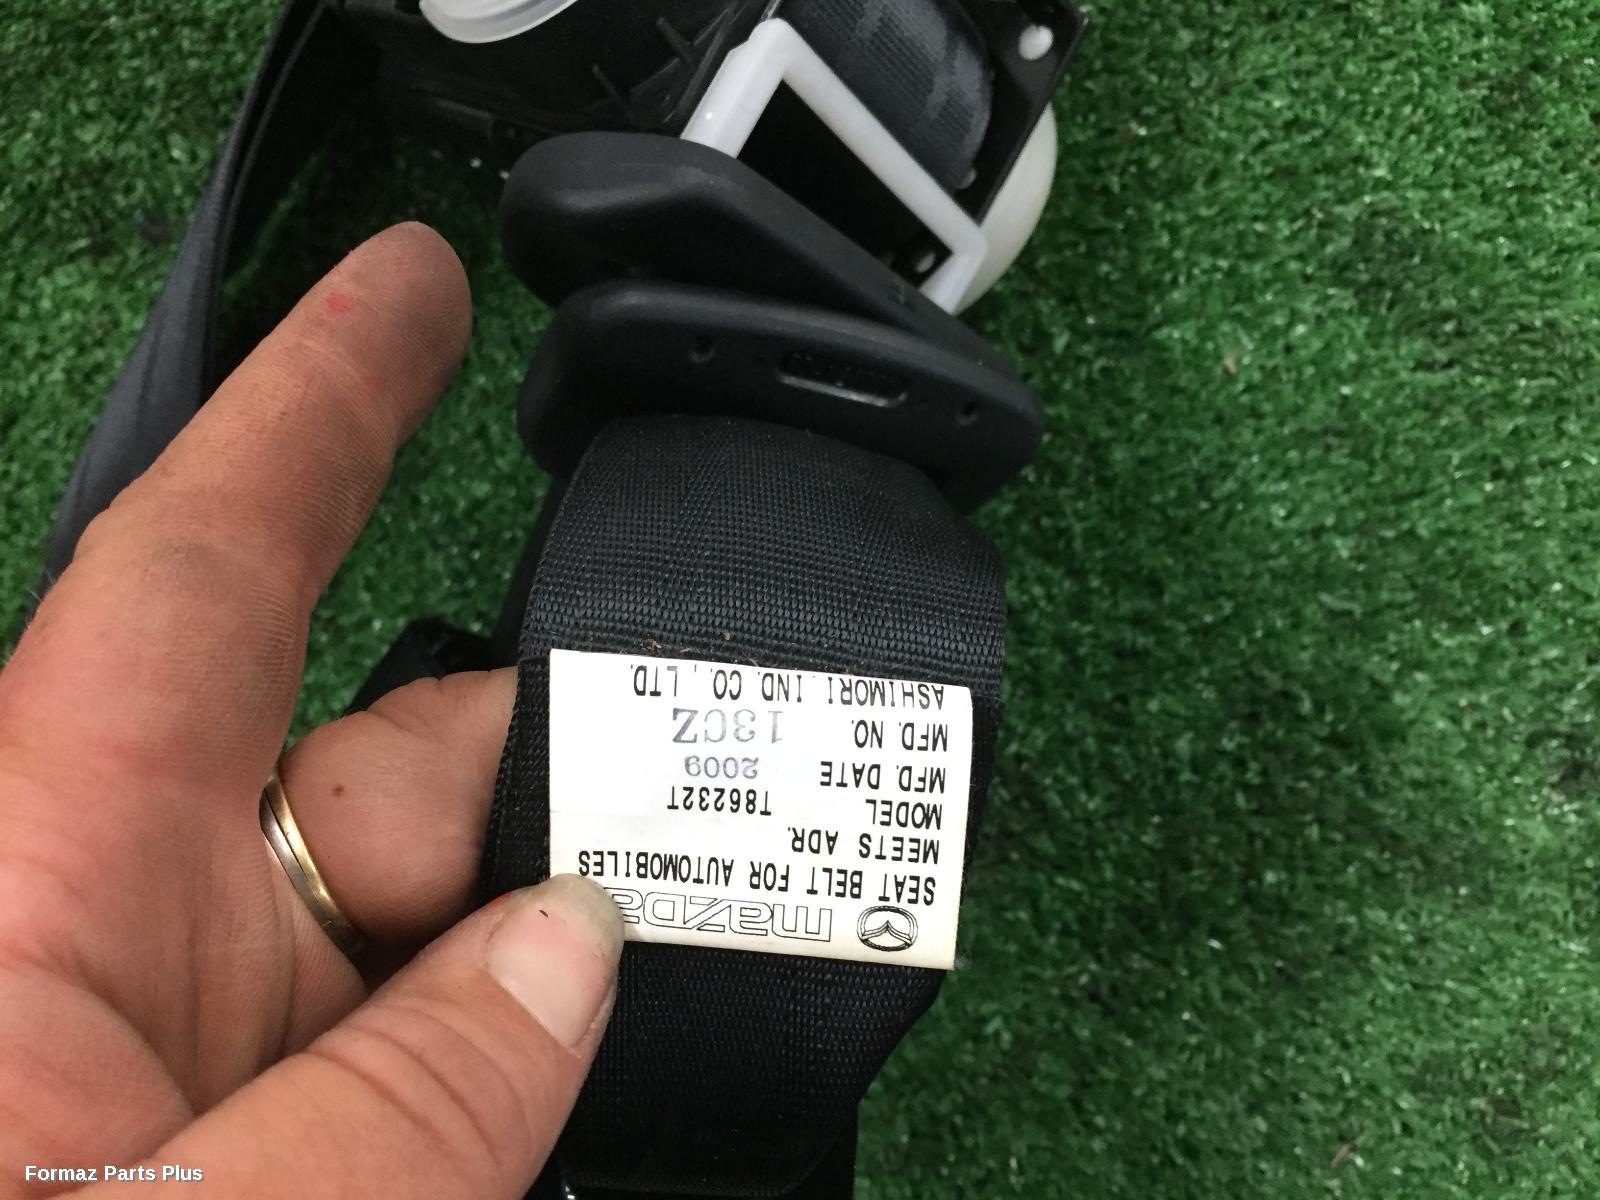 mazda
SEAT BELT FOR AUTOMOBILES
MEETS ADR.
MODEL T86232T
MFD. DATE 2009
MFD. NO. 13CZ
ASHIMORI IND. CO., LTD.
Formaz Parts Plus